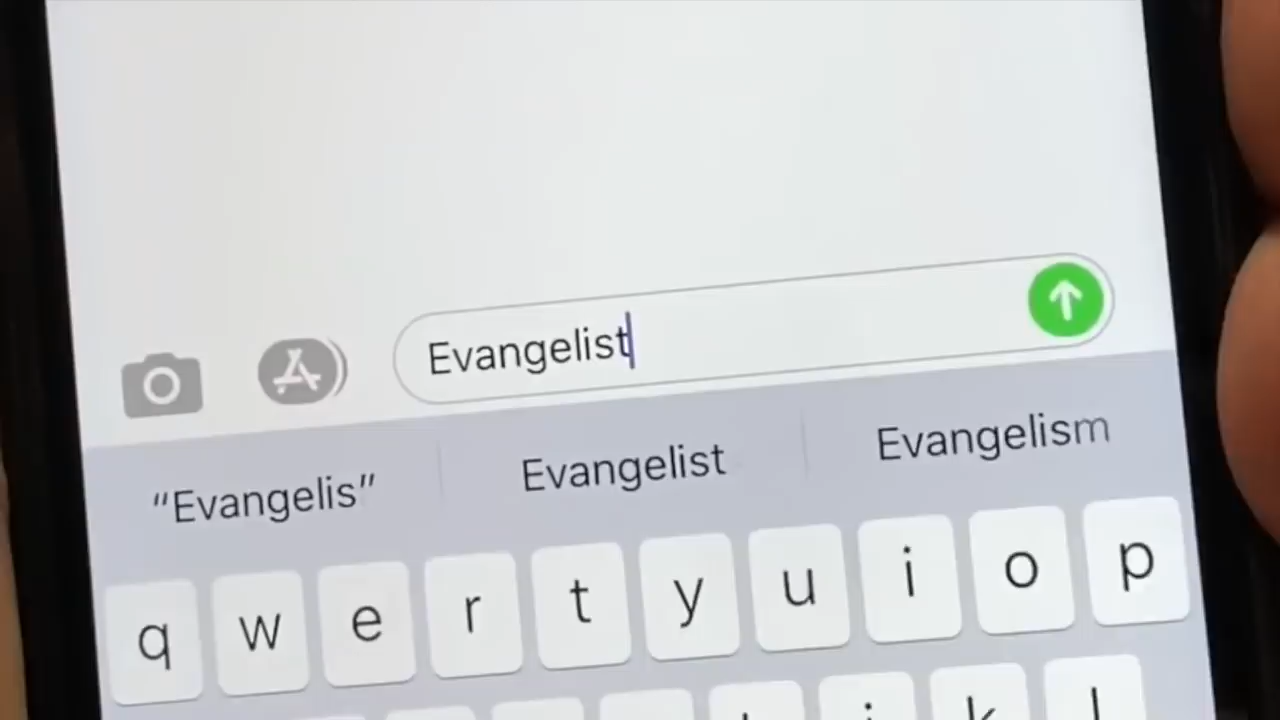 Evangelist
“Evangelis” Evangelist Evangelism
q w e r t y u i o p
j k l